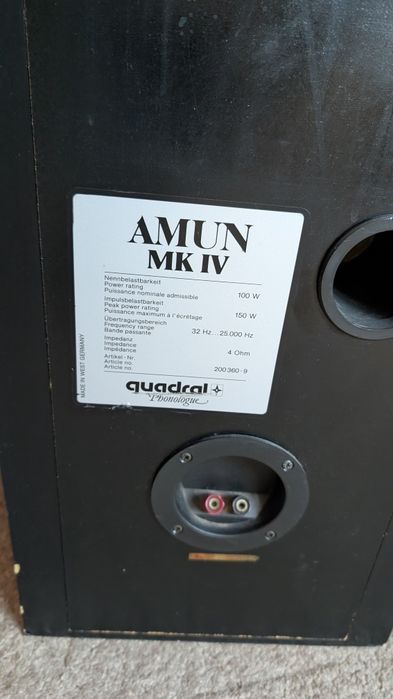 AMUN
MK IV
Nennbelastbarkeit
Power rating
Puissance nominale admissible 100 W
Impulsbelastbarkeit
Peak power rating
Puissance maximum à l'écrêtage 150 W
Übertragungsbereich
Frequency range
Bande passante 32 Hz...25.000 Hz
Impedanz
Impedance
Impédance 4 Ohm
Artikel-Nr.
Article no.
Article no. 200 360-9
quadral
Phonologue
MADE IN WEST GERMANY